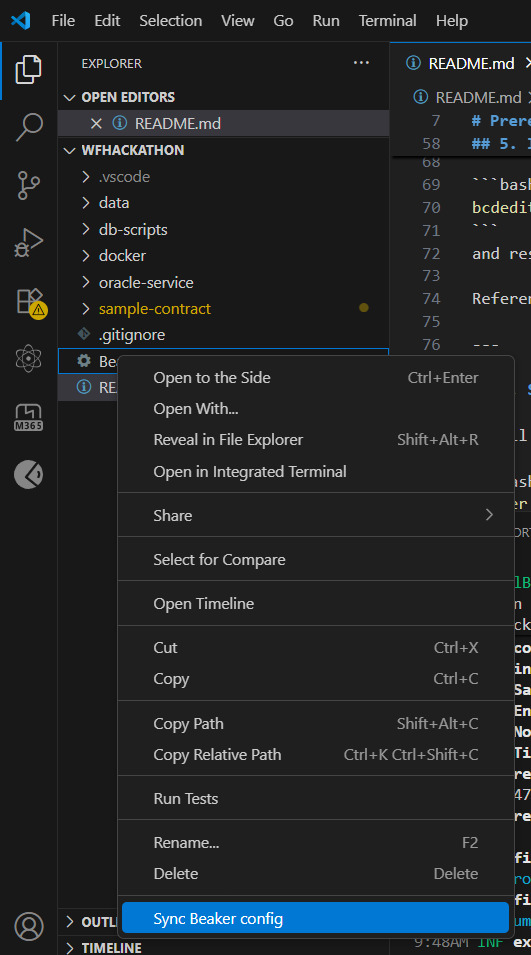 File Edit Selection View Go Run Terminal Help
EXPLORER ...
README.md
OPEN EDITORS
README.md
README.md
WFHACKATHON
.vscode
data
db-scripts
docker
oracle-service
sample-contract
.gitignore
7 # Prere
58 ## 5.
68
69 ```bash
70 bcdedit
71 ```
72 and res
73
74 Referen
75
76 ---
M365
Open to the Side Ctrl+Enter
Open With...
Reveal in File Explorer Shift+Alt+R
Open in Integrated Terminal
Share
Select for Compare
Open Timeline
Cut Ctrl+X
Copy Ctrl+C
Copy Path Shift+Alt+C
Copy Relative Path Ctrl+K Ctrl+Shift+C
Run Tests
Rename... F2
Delete Delete
Sync Beaker config
TIMELINE
9:48AM INF ex